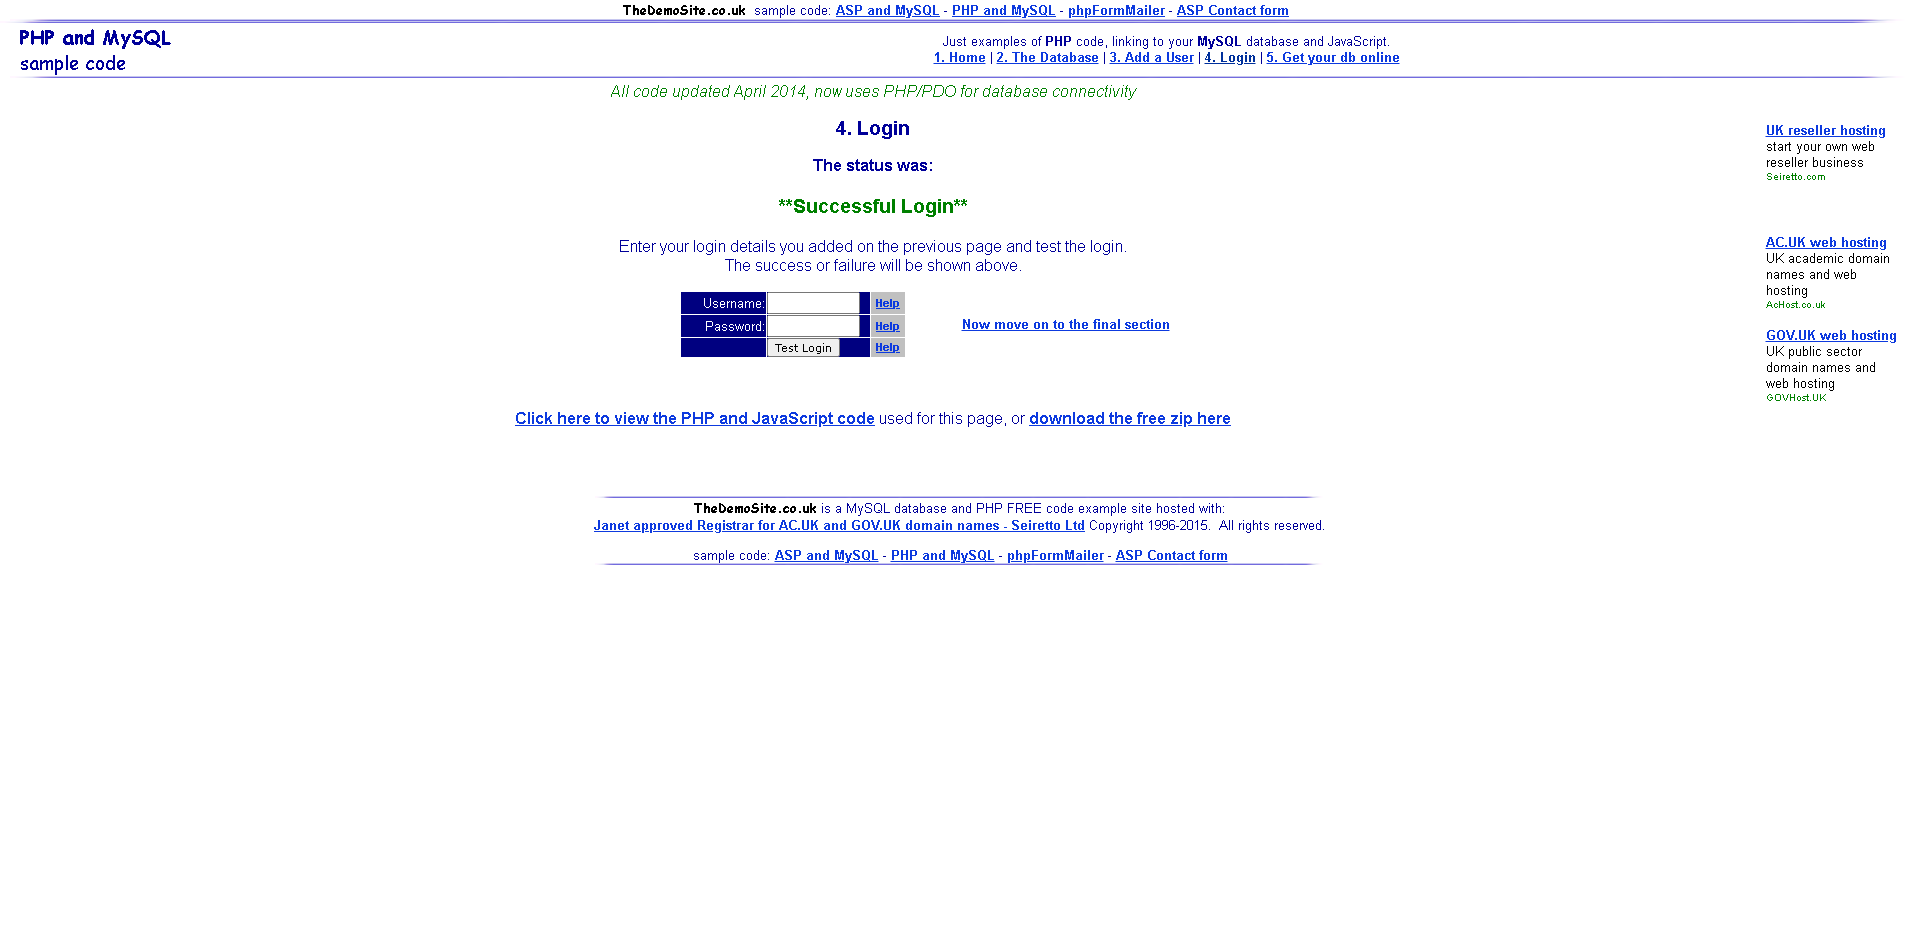 TheDemoSite.co.uk sample code: ASP and MySQL - PHP and MySQL - phpFormMailer - ASP Contact form
PHP and MySQL
sample code
Just examples of PHP code, linking to your MySQL database and JavaScript.
1. Home | 2. The Database | 3. Add a User | 4. Login | 5. Get your db online
All code updated April 2014, now uses PHP/PDO for database connectivity
4. Login
The status was:
**Successful Login**
Enter your login details you added on the previous page and test the login.
The success or failure will be shown above.
Username: Help
Password: Help
Test Login Help
Now move on to the final section
Click here to view the PHP and JavaScript code used for this page, or download the free zip here
UK reseller hosting
start your own web
reseller business
Seiretto.com
AC.UK web hosting
UK academic domain
names and web
hosting
AcHost.co.uk
GOV.UK web hosting
UK public sector
domain names and
web hosting
GOVHost.UK
TheDemoSite.co.uk is a MySQL database and PHP FREE code example site hosted with:
Janet approved Registrar for AC.UK and GOV.UK domain names - Seiretto Ltd Copyright 1996-2015. All rights reserved.
sample code: ASP and MySQL - PHP and MySQL - phpFormMailer - ASP Contact form